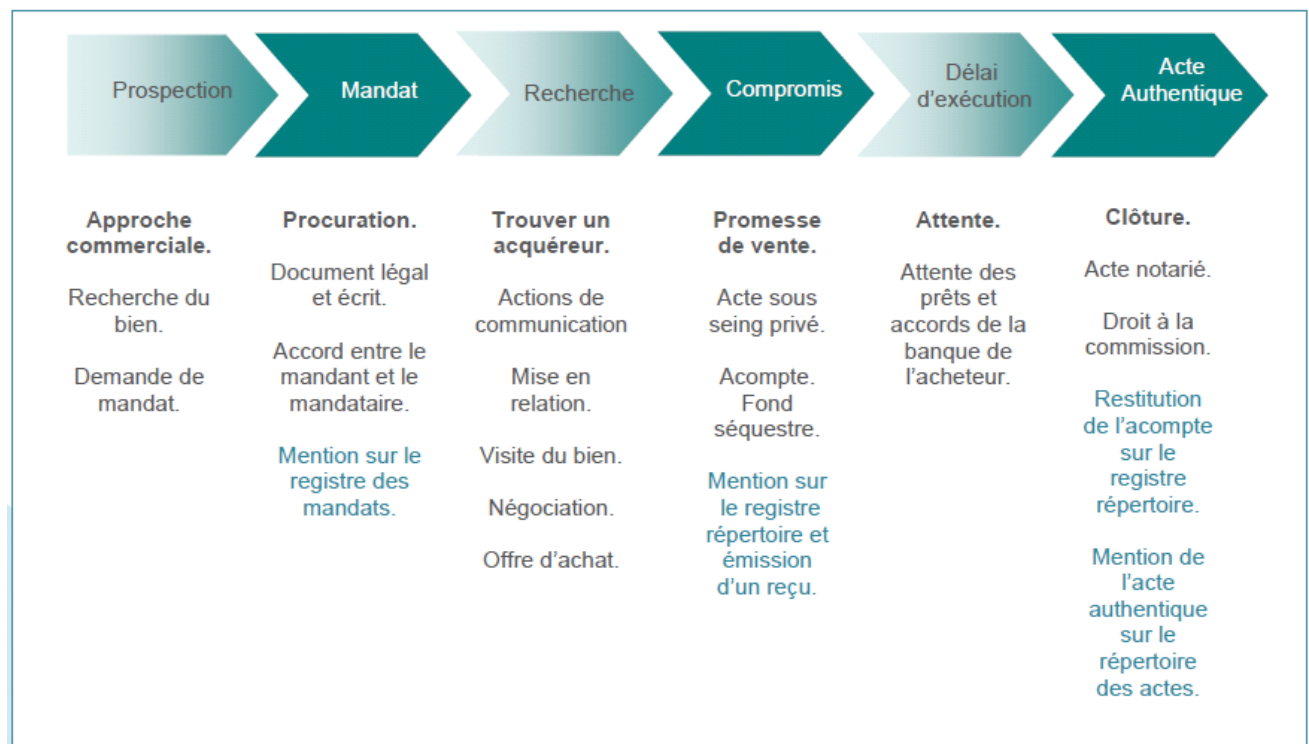 Prospection
Mandat
Recherche
Compromis
Délai
d'exécution
Acte
Authentique
Approche
commerciale.
Recherche du
bien.
Demande de
mandat.
Procuration.
Document légal
et écrit.
Accord entre le
mandant et le
mandataire.
Mention sur le
registre des
mandats.
Trouver un
acquéreur.
Actions de
communication
Mise en
relation.
Visite du bien.
Négociation.
Offre d'achat.
Promesse
de vente.
Acte sous
seing privé.
Acompte.
Fond
séquestre.
Mention sur
le registre
répertoire et
émission
d'un reçu.
Attente.
Attente des
prêts et
accords de la
banque de
l'acheteur.
Clôture.
Acte notarié.
Droit à la
commission.
Restitution
de l'acompte
sur le
registre
répertoire.
Mention de
l'acte
authentique
sur le
répertoire
des actes.